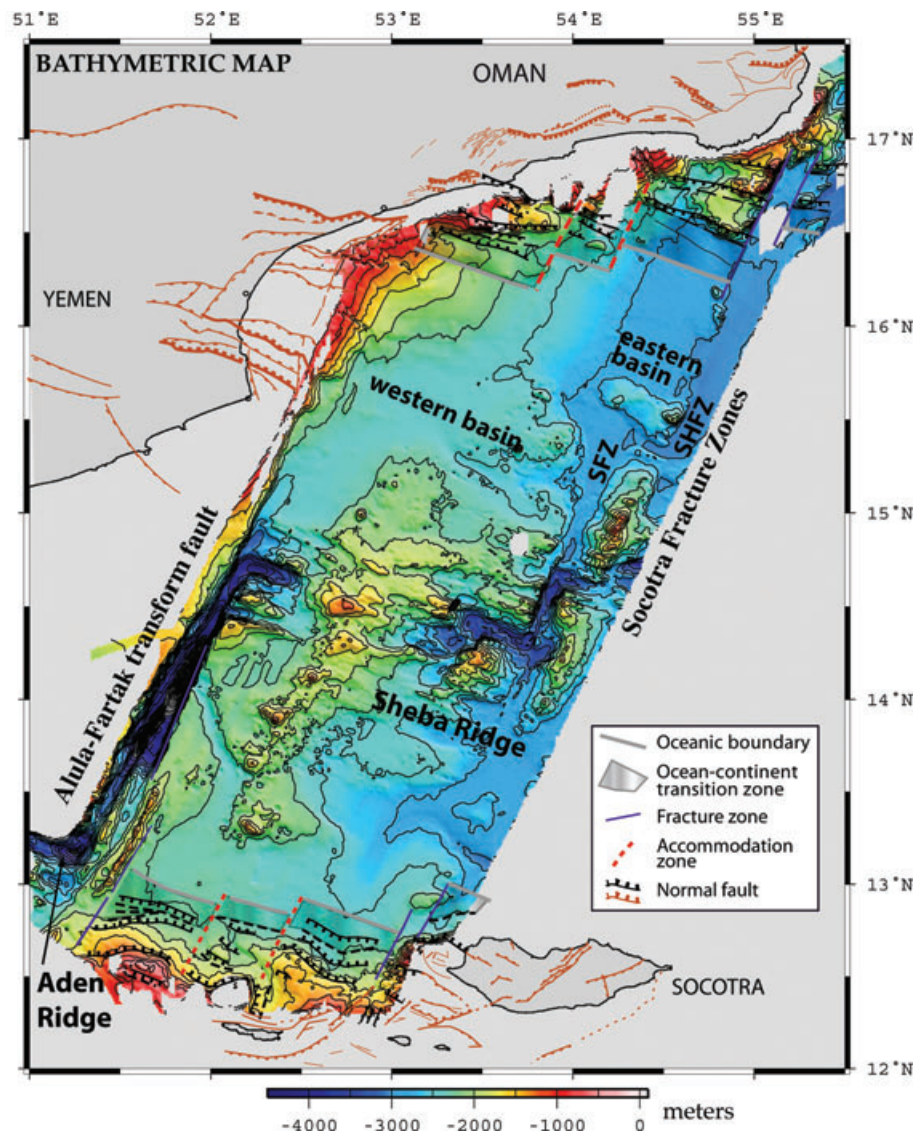 51˚E 52˚E 53˚E 54˚E 55˚E
BATHYMETRIC MAP
OMAN
17˚N
YEMEN
16˚N
eastern
basin
western basin
SFZ
SHFZ
Socotra Fracture Zones
15˚N
Alula-Fartak transform fault
14˚N
Sheba Ridge
Oceanic boundary
Ocean-continent
transition zone
Fracture zone
Accommodation
zone
Normal fault
13˚N
Aden
Ridge
SOCOTRA
12˚N
-4000 -3000 -2000 -1000 0 meters